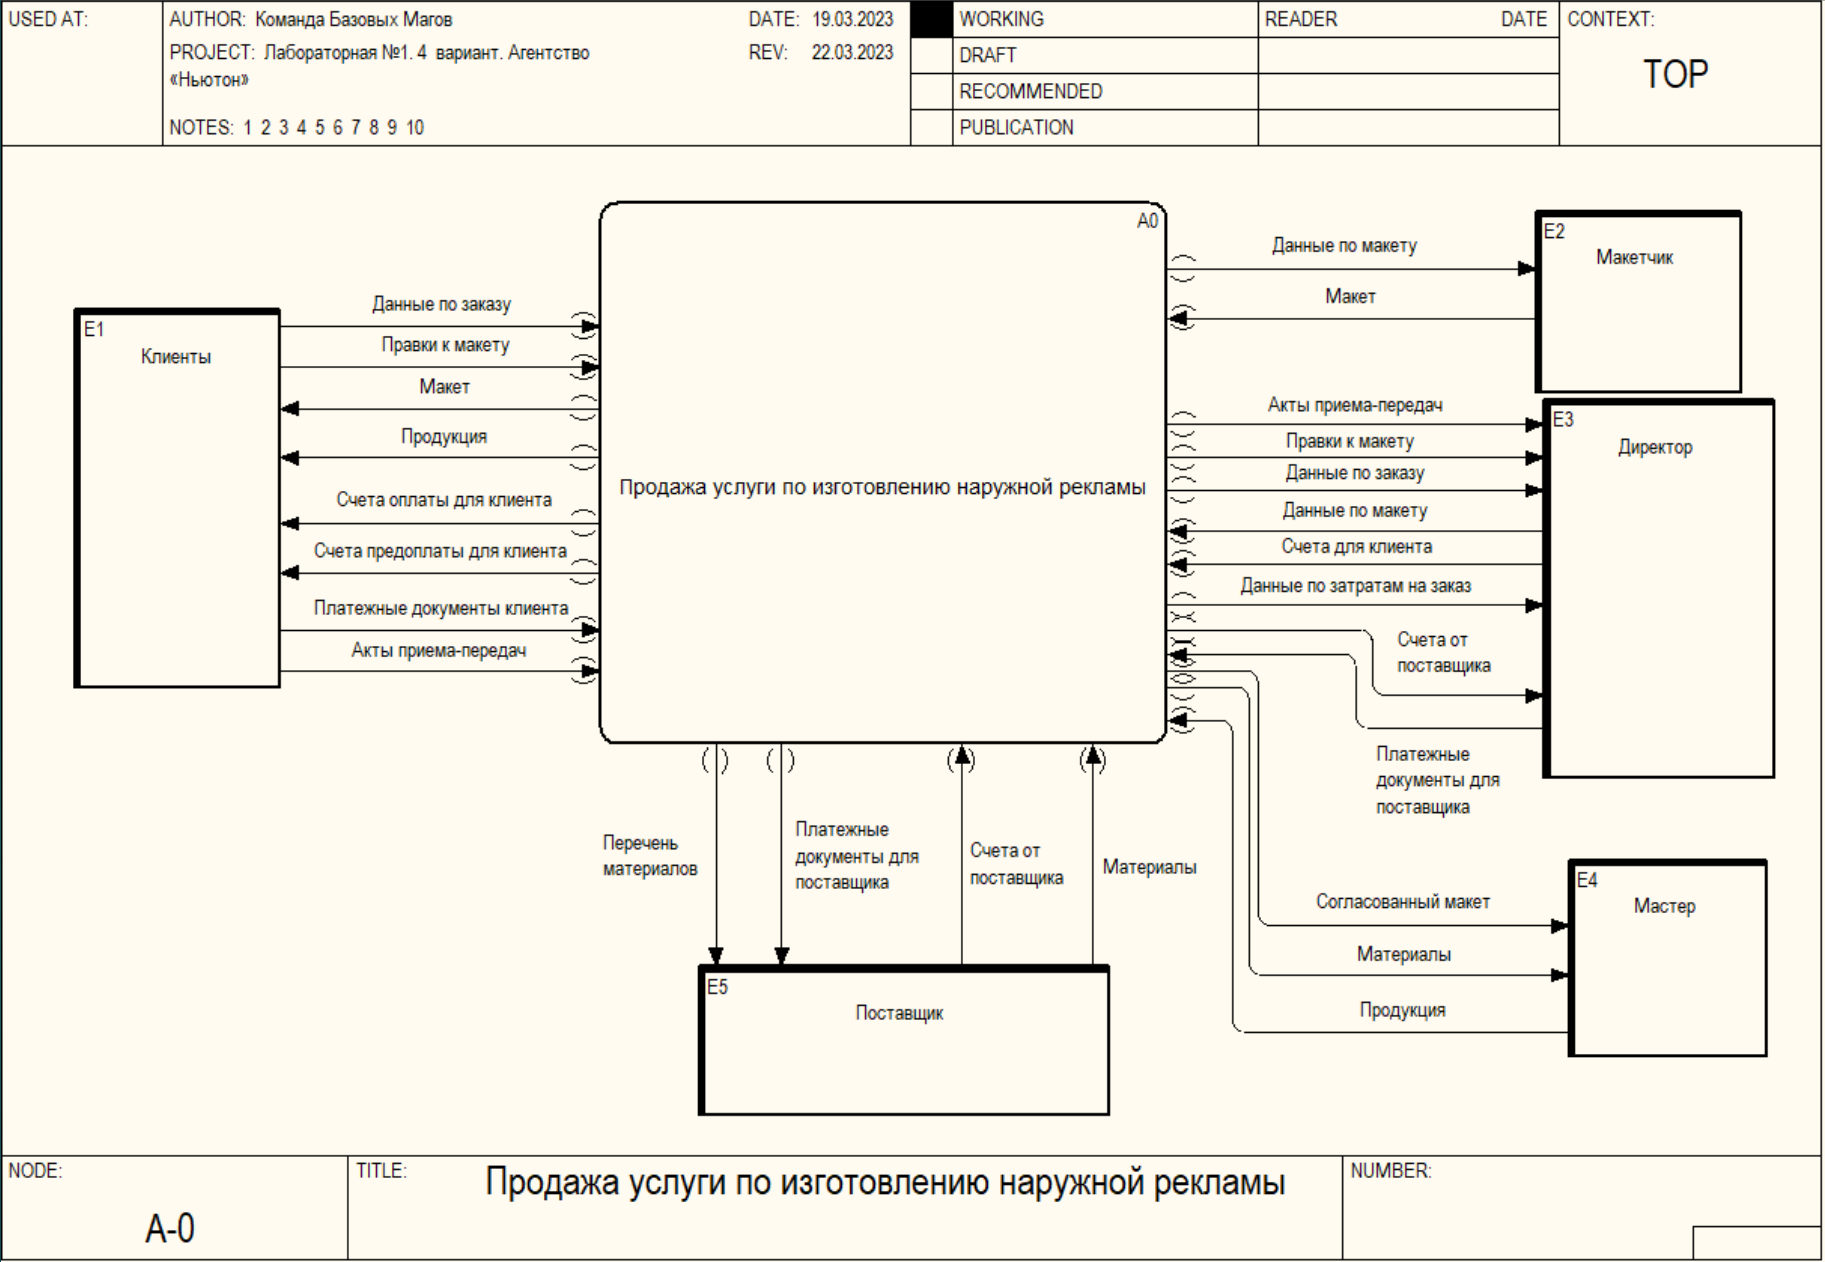 USED AT:
AUTHOR: Команда Базовых Магов
DATE: 19.03.2023
PROJECT: Лабораторная №1. 4 вариант. Агентство
«Ньютон»
REV: 22.03.2023
NOTES: 1 2 3 4 5 6 7 8 9 10
WORKING
DRAFT
RECOMMENDED
PUBLICATION
READER
DATE
CONTEXT:
TOP
A0
Продажа услуги по изготовлению наружной рекламы
E1
Клиенты
Данные по заказу
Правки к макету
Макет
Продукция
Счета оплаты для клиента
Счета предоплаты для клиента
Платежные документы клиента
Акты приема-передач
Данные по макету
Макет
E2
Макетчик
Акты приема-передач
Правки к макету
Данные по заказу
Данные по макету
Счета для клиента
Данные по затратам на заказ
Счета от
поставщика
Платежные
документы для
поставщика
E3
Директор
Согласованный макет
Материалы
Продукция
E4
Мастер
Перечень
материалов
Платежные
документы для
поставщика
Счета от
поставщика
Материалы
E5
Поставщик
NODE:
A-0
TITLE:
Продажа услуги по изготовлению наружной рекламы
NUMBER: